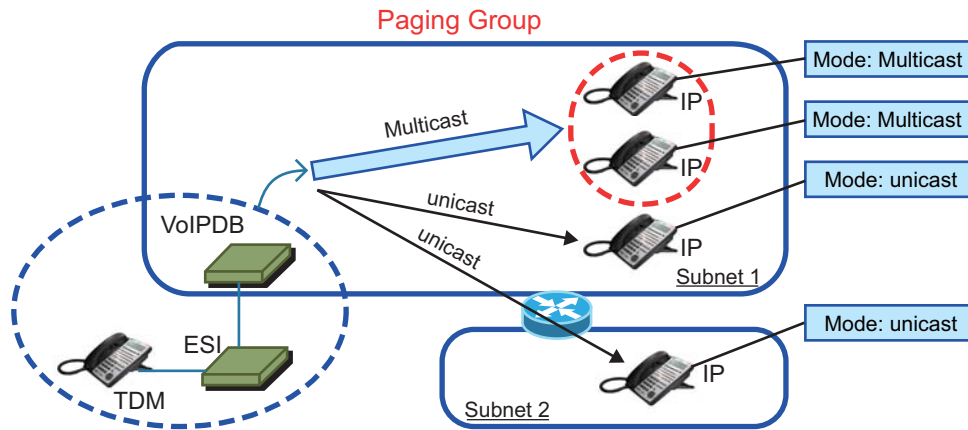 Paging Group
Mode: Multicast
IP
Multicast
Mode: Multicast
IP
Mode: unicast
unicast
VoIPDB
unicast
IP
Subnet 1
Mode: unicast
ESI
IP
TDM
Subnet 2